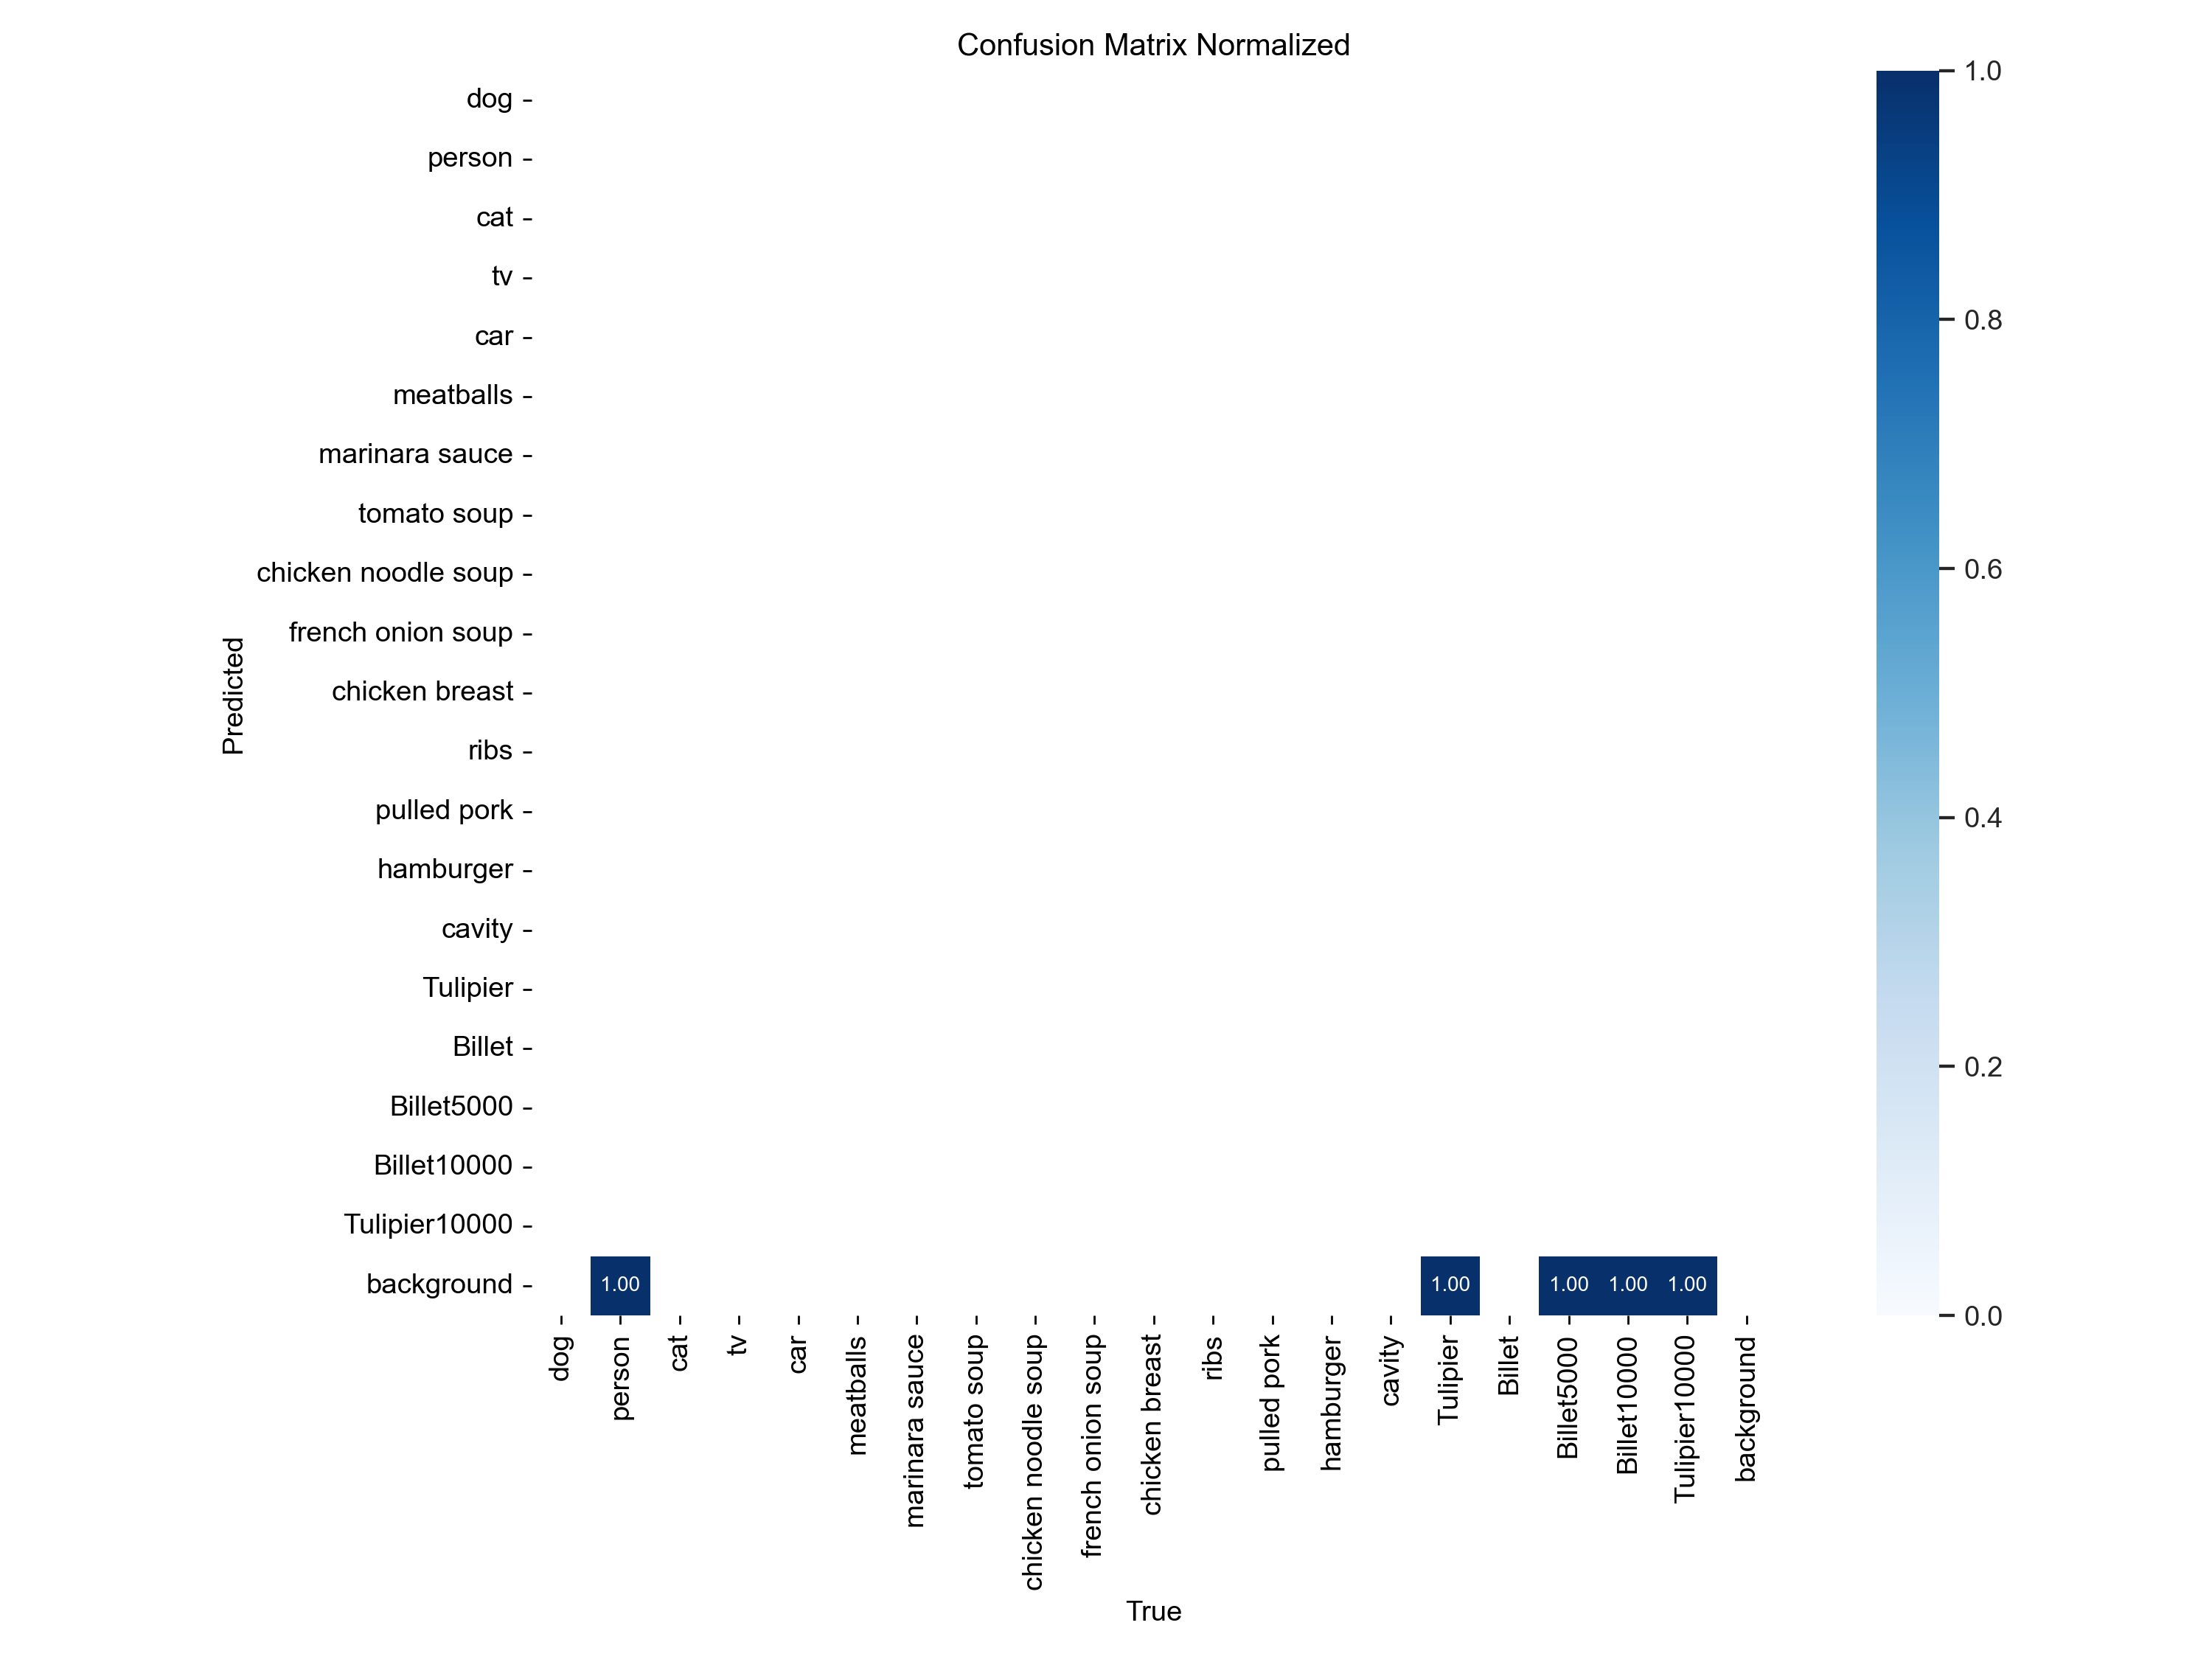 Confusion Matrix Normalized
dog
person
cat
tv
car
meatballs
marinara sauce
tomato soup
chicken noodle soup
french onion soup
chicken breast
ribs
pulled pork
hamburger
cavity
Tulipier
Billet
Billet5000
Billet10000
Tulipier10000
background
Predicted
1.00
1.00
1.00
1.00
1.00
dog
person
cat
tv
car
meatballs
marinara sauce
tomato soup
chicken noodle soup
french onion soup
chicken breast
ribs
pulled pork
hamburger
cavity
Tulipier
Billet
Billet5000
Billet10000
Tulipier10000
background
True
1.0
0.8
0.6
0.4
0.2
0.0